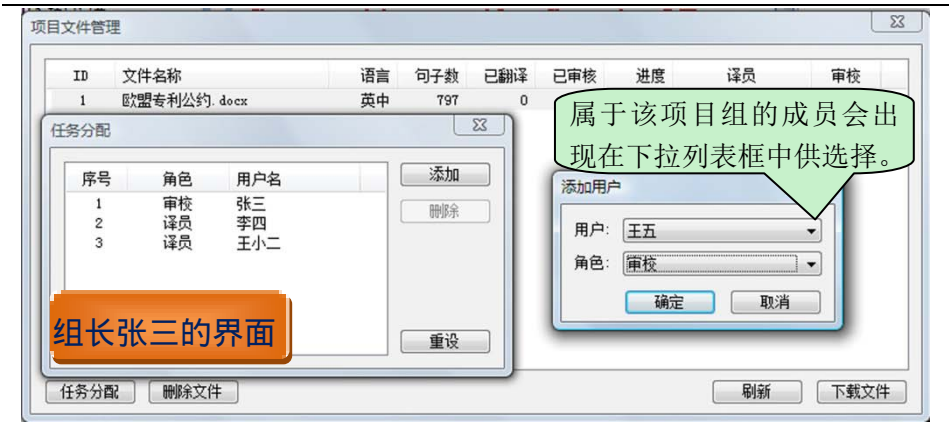 项目文件管理
ID 文件名称 语言 句子数 已翻译 已审核 进度 译员 审校
1 欧盟专利公约.docx 英中 797 0
属于该项目组的成员会出
现在下拉列表框中供选择。
任务分配
序号 角色 用户名
1 审校 张三
2 译员 李四
3 译员 王小二
添加
删除
重设
组长张三的界面
添加用户
用户: 王五
角色: 审校
确定 取消
任务分配 删除文件 刷新 下载文件